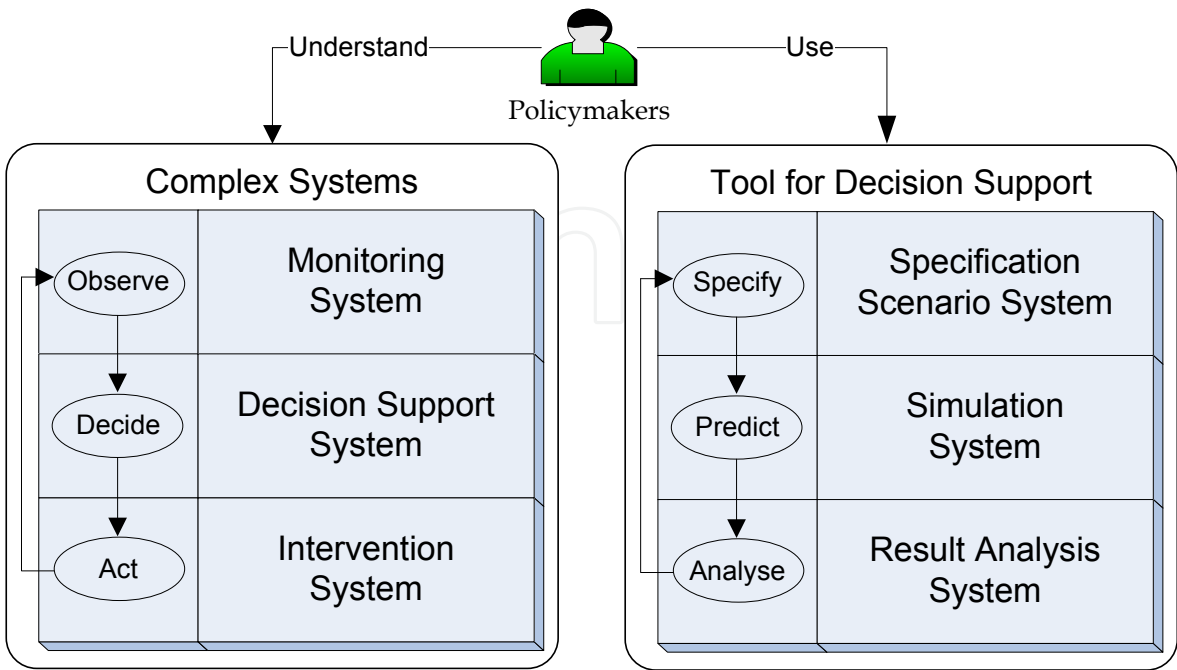 Understand
Use
Policymakers
Complex Systems
Observe
Monitoring
System
Decide
Decision Support
System
Act
Intervention
System
Tool for Decision Support
Specify
Specification
Scenario System
Predict
Simulation
System
Analyse
Result Analysis
System